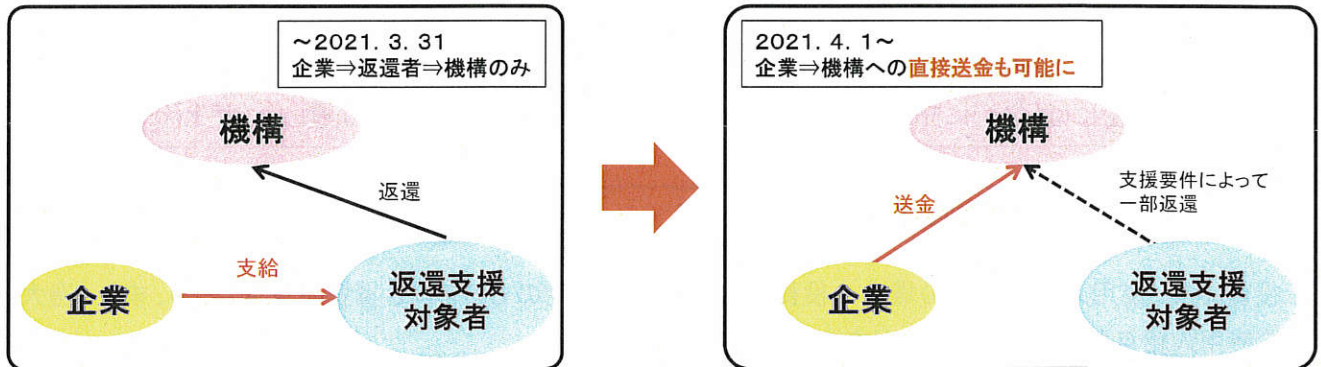 ～2021. 3. 31
企業⇒返還者⇒機構のみ
機構
返還
支給
企業
返還支援
対象者
2021. 4. 1～
企業⇒機構への直接送金も可能に
機構
送金
支援要件によって
一部返還
企業
返還支援
対象者